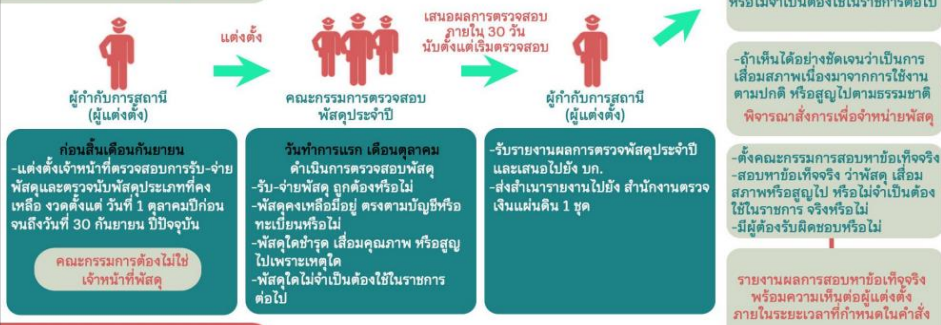 แต่งตั้ง
เสนอผลการตรวจสอบ
ภายใน 30 วัน
นับตั้งแต่เริ่มตรวจสอบ
ผู้กำกับการสถานี
(ผู้แต่งตั้ง)
คณะกรรมการตรวจสอบ
พัสดุประจำปี
ผู้กำกับการสถานี
(ผู้แต่งตั้ง)
ก่อนสิ้นเดือนกันยายน
-แต่งตั้งเจ้าหน้าที่ตรวจสอบการรับ-จ่าย
พัสดุและตรวจนับพัสดุประเภทที่คง
เหลือ งวดตั้งแต่ วันที่ 1 ตุลาคมปีก่อน
จนถึงวันที่ 30 กันยายน ปีปัจจุบัน
คณะกรรมการต้องไม่ใช่
เจ้าหน้าที่พัสดุ
วันทำการแรก เดือนตุลาคม
ดำเนินการตรวจสอบพัสดุ
-รับ-จ่ายพัสดุ ถูกต้องหรือไม่
-พัสดุคงเหลือมีอยู่ ตรงตามบัญชีหรือ
ทะเบียนหรือไม่
-พัสดุใดชำรุด เสื่อมคุณภาพ หรือสูญ
ไปเพราะเหตุใด
-พัสดุใดไม่จำเป็นต้องใช้ในราชการ
ต่อไป
-รับรายงานผลการตรวจพัสดุประจำปี
และเสนอไปยัง บก.
-ส่งสำเนารายงานไปยัง สำนักงานตรวจ
เงินแผ่นดิน 1 ชุด
หรือไม่จำเป็นต้องใช้ในราชการต่อไป
-ถ้าเห็นได้อย่างชัดเจนว่าเป็นการ
เสื่อมสภาพเนื่องมาจากการใช้งาน
ตามปกติ หรือสูญไปตามธรรมชาติ
พิจารณาสั่งการเพื่อจำหน่ายพัสดุ
-ตั้งคณะกรรมการสอบหาข้อเท็จจริง
-สอบหาข้อเท็จจริง ว่าพัสดุ เสื่อม
สภาพหรือสูญไป หรือไม่จำเป็นต้อง
ใช้ในราชการ จริงหรือไม่
-มีผู้ต้องรับผิดชอบหรือไม่
รายงานผลการสอบหาข้อเท็จจริง
พร้อมความเห็นต่อผู้แต่งตั้ง
ภายในระยะเวลาที่กำหนดในคำสั่ง